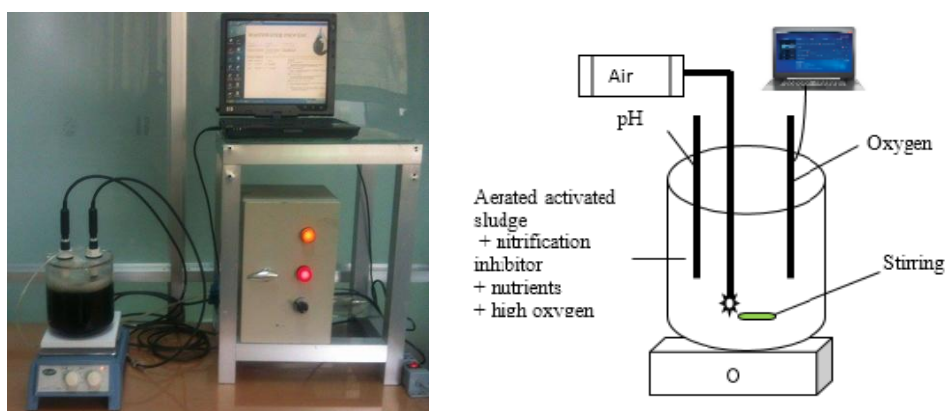 Air
pH
Oxygen
Aerated activated
sludge
+ nitrification
inhibitor
+ nutrients
+ high oxygen
Stirring
O